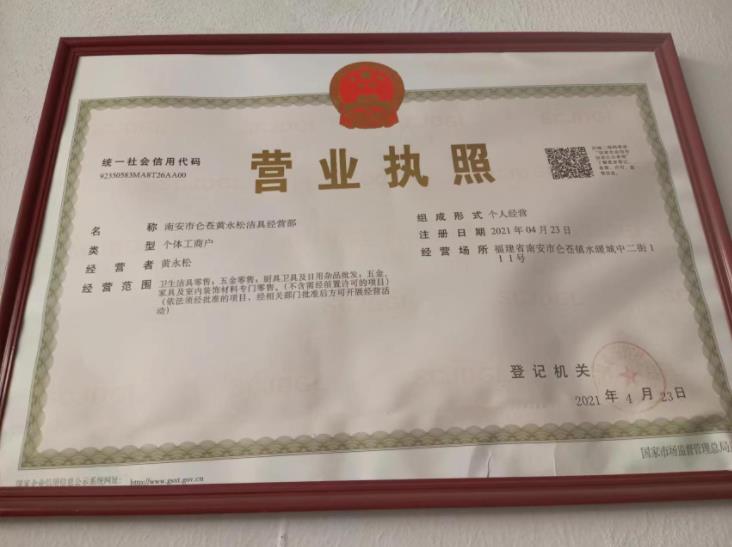 统一社会信用代码
92350583MA8T26AA00
营业执照
名 称 南安市仑苍黄永松洁具经营部
类 型 个体工商户
经 营 者 黄永松
经 营 范 围 卫生洁具零售；五金零售；厨具卫具及日用杂品批发；五金、
家具及室内装饰材料专门零售。（不含需经前置许可的项目）
（依法须经批准的项目，经相关部门批准后方可开展经营活
动）
组 成 形 式 个人经营
注 册 日 期 2021年04月23日
经 营 场 所 福建省南安市仑苍镇水暖城中二街1
11号
登记机关
2021 年 4 月 23 日
国家企业信用信息公示系统网址： http://www.gsxt.gov.cn
国家市场监督管理总局